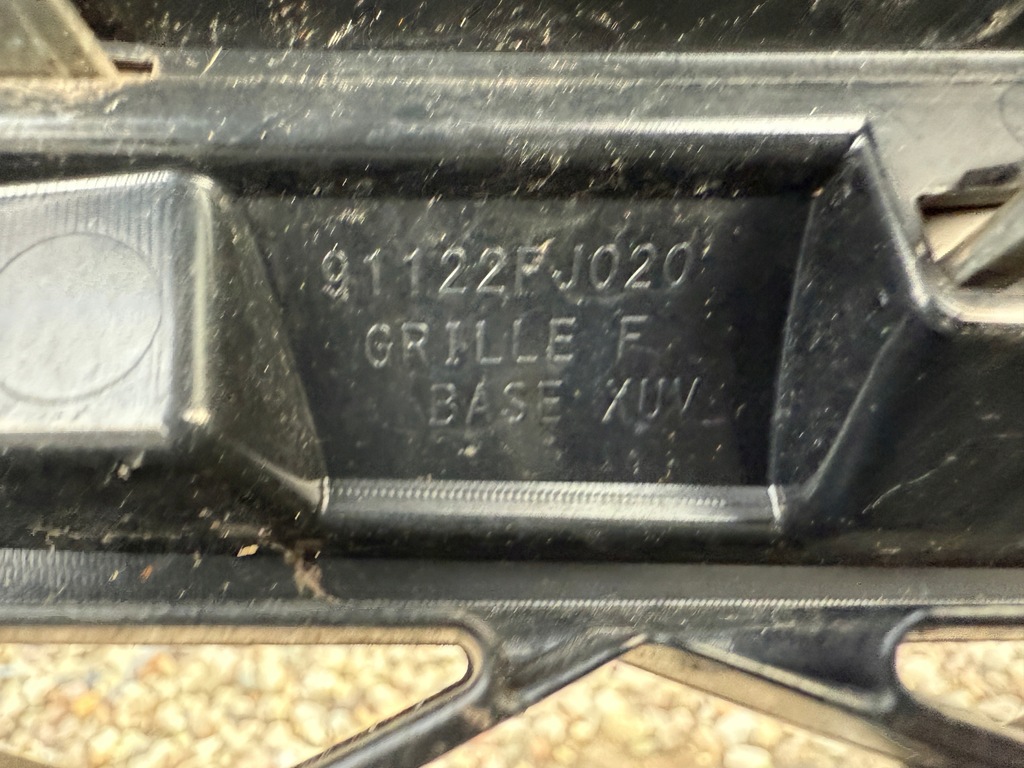 91122FJ020
GRILLE F
BASE XUV